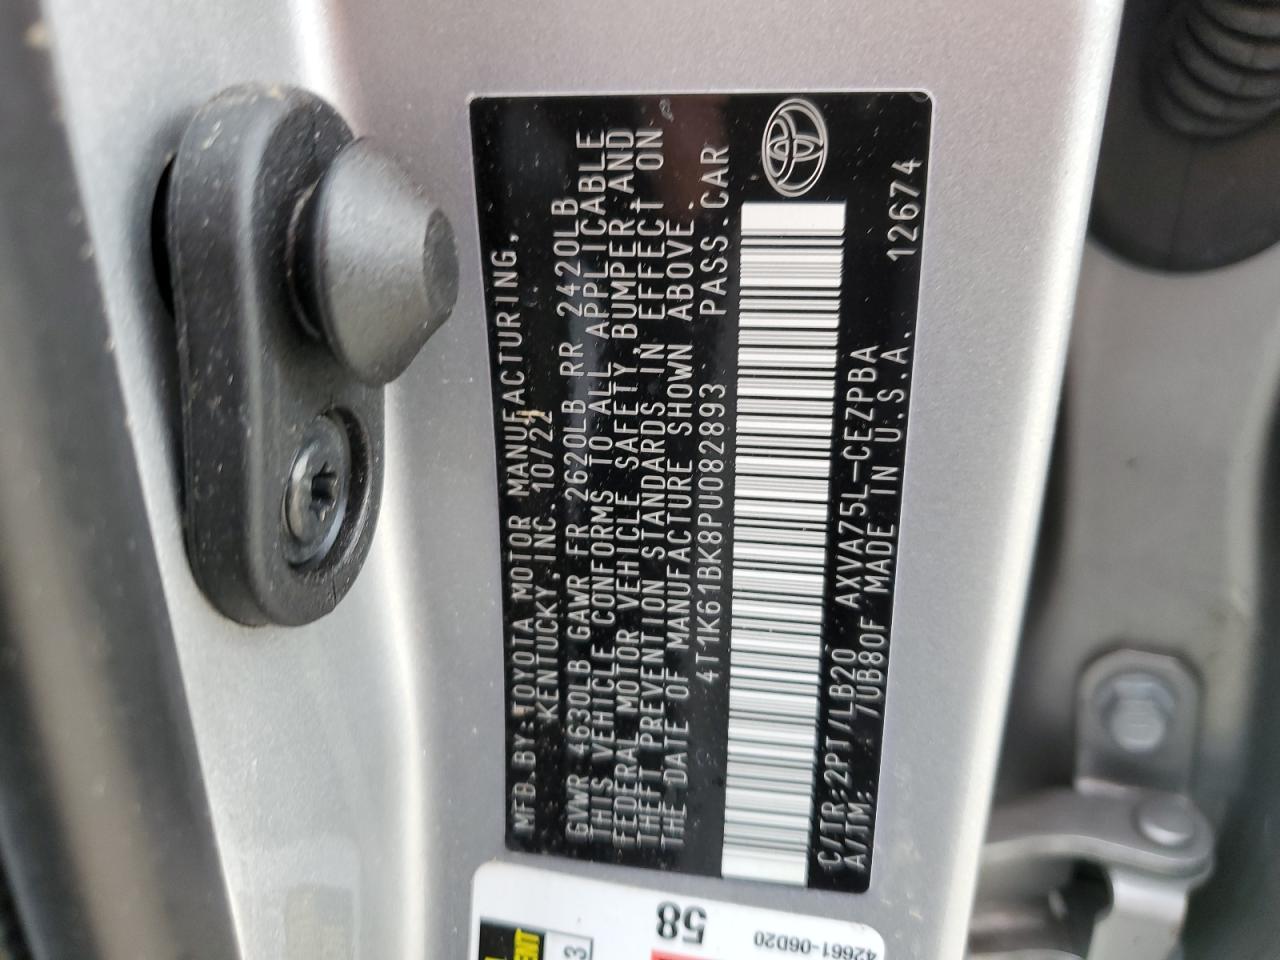 MFD.BY:TOYOTA MOTOR MANUFACTURING,
KENTUCKY,INC. 10/22
GVWR 4630LB GAWR FR 2620LB RR 2420LB
THIS VEHICLE CONFORMS TO ALL APPLICABLE
FEDERAL MOTOR VEHICLE SAFETY, BUMPER, AND
THEFT PREVENTION STANDARDS IN EFFECT ON
THE DATE OF MANUFACTURE SHOWN ABOVE.
4T1K61BK8PU082893 PASS.CAR
C/TR:2PT/LB20 AXVA75L-CEZPBA 12674
A/TM: /UB80F MADE IN U.S.A.
58
42661-06D20
3